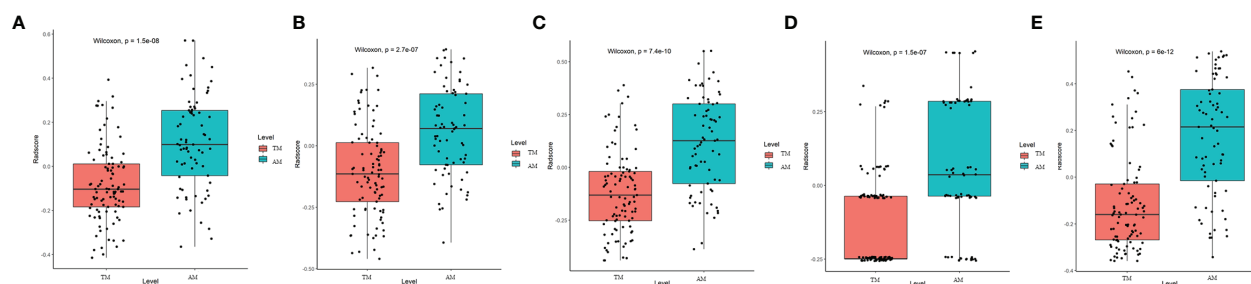 A
Wilcoxon, p = 1.5e-08
0.6
0.4
0.2
0.0
-0.2
-0.4
Radscore
TM
AM
Level
Level
TM
AM
B
Wilcoxon, p = 2.7e-07
0.25
0.00
-0.25
-0.50
Radscore
TM
AM
Level
Level
TM
AM
C
Wilcoxon, p = 7.4e-10
0.50
0.25
0.00
-0.25
Radscore
TM
AM
Level
Level
TM
AM
D
Wilcoxon, p = 1.5e-07
0.25
0.00
-0.25
Radscore
TM
AM
Level
Level
TM
AM
E
Wilcoxon, p = 6e-12
0.4
0.2
0.0
-0.2
-0.4
Radscore
TM
AM
Level
Level
TM
AM